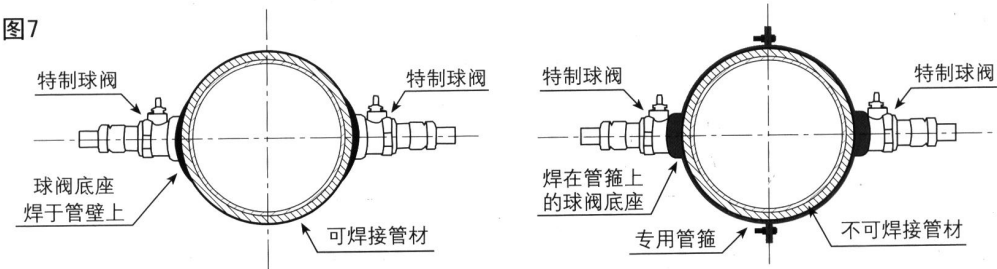 图7
特制球阀
特制球阀
球阀底座
焊于管壁上
可焊接管材
特制球阀
特制球阀
焊在管箍上
的球阀底座
专用管箍
不可焊接管材